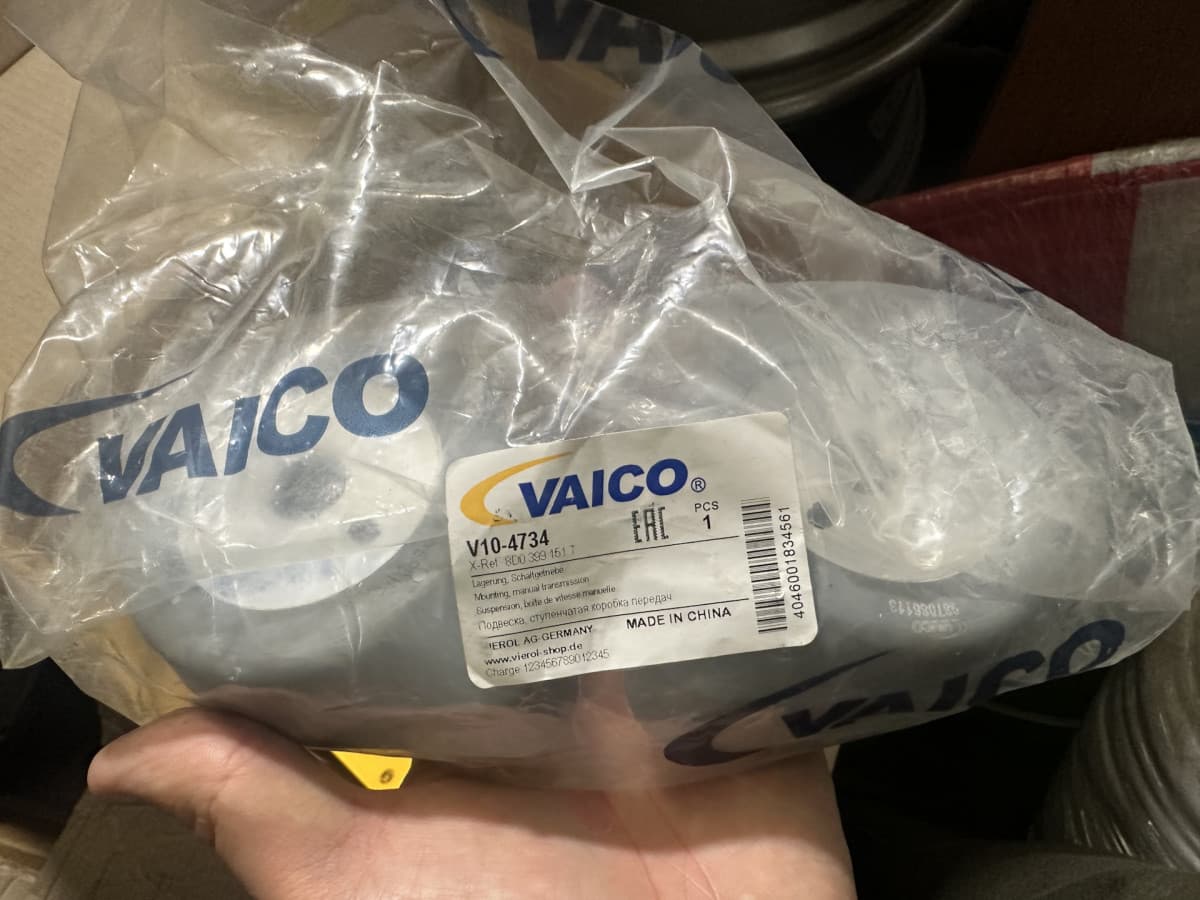 VAICO
VAICO®
V10-4734
EAC
PCS
1
X-Ref. 8D0 399 151 T
Lagerung, Schaltgetriebe
Mounting, manual transmission
Suspension, boîte de vitesse manuelle
Подвеска, ступенчатая коробка передач
VIEROL AG-GERMANY
MADE IN CHINA
www.vierol-shop.de
Charge:123456789012345
4046001834561
VAICO